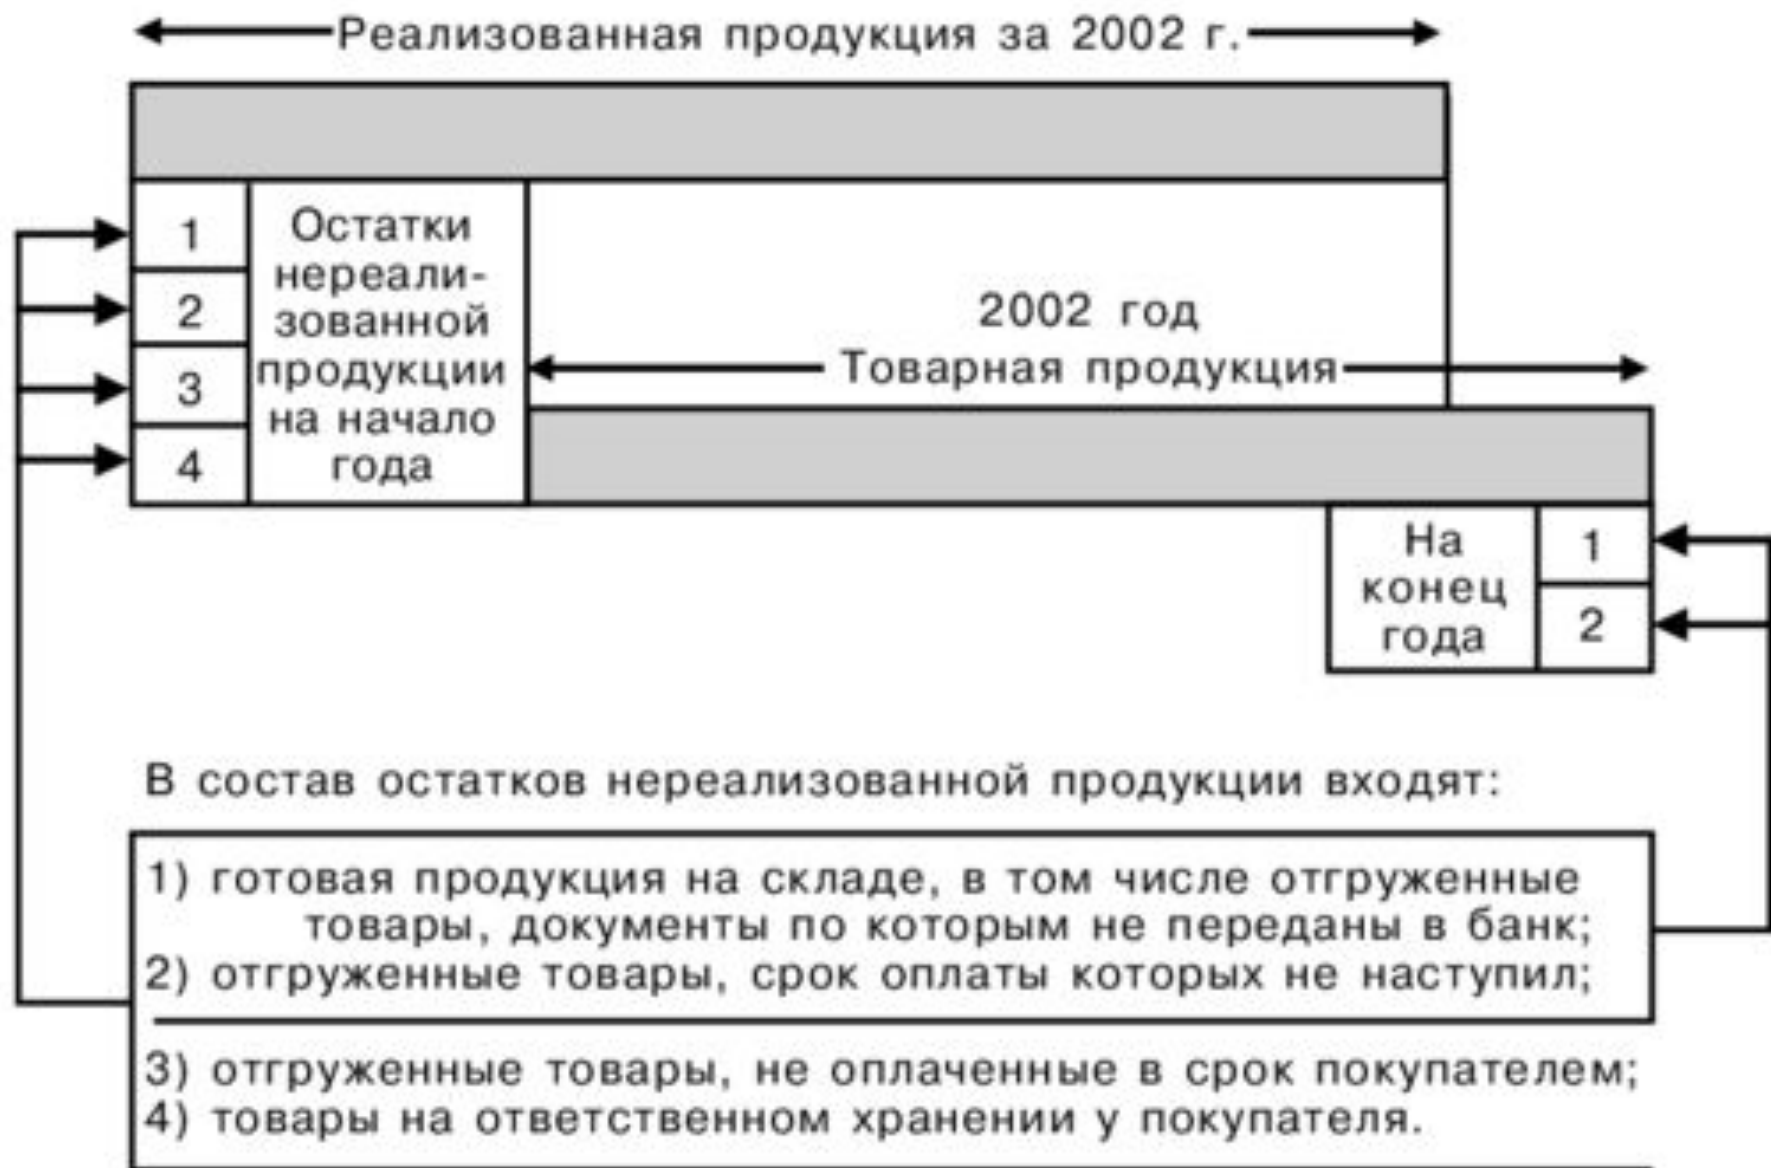 Реализованная продукция за 2002 г.
1
2
3
4
Остатки
нереали-
зованной
продукции
на начало
года
2002 год
Товарная продукция
На
конец
года
1
2
В состав остатков нереализованной продукции входят:
1) готовая продукция на складе, в том числе отгруженные
товары, документы по которым не переданы в банк;
2) отгруженные товары, срок оплаты которых не наступил;
3) отгруженные товары, не оплаченные в срок покупателем;
4) товары на ответственном хранении у покупателя.